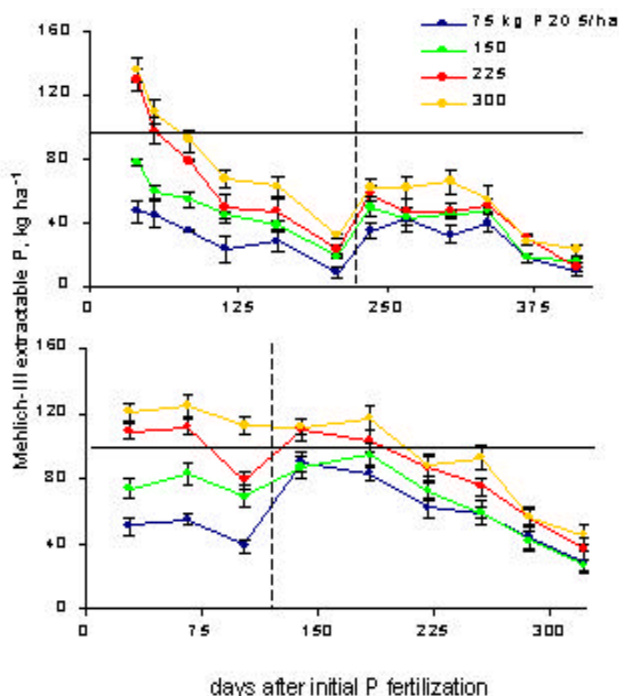 75 kg P2O5/ha
150
225
300
160
120
80
40
0
0 125 250 375
Mehlich-III extractable P, kg ha⁻¹
160
120
80
40
0
0 75 150 225 300
days after initial P fertilization